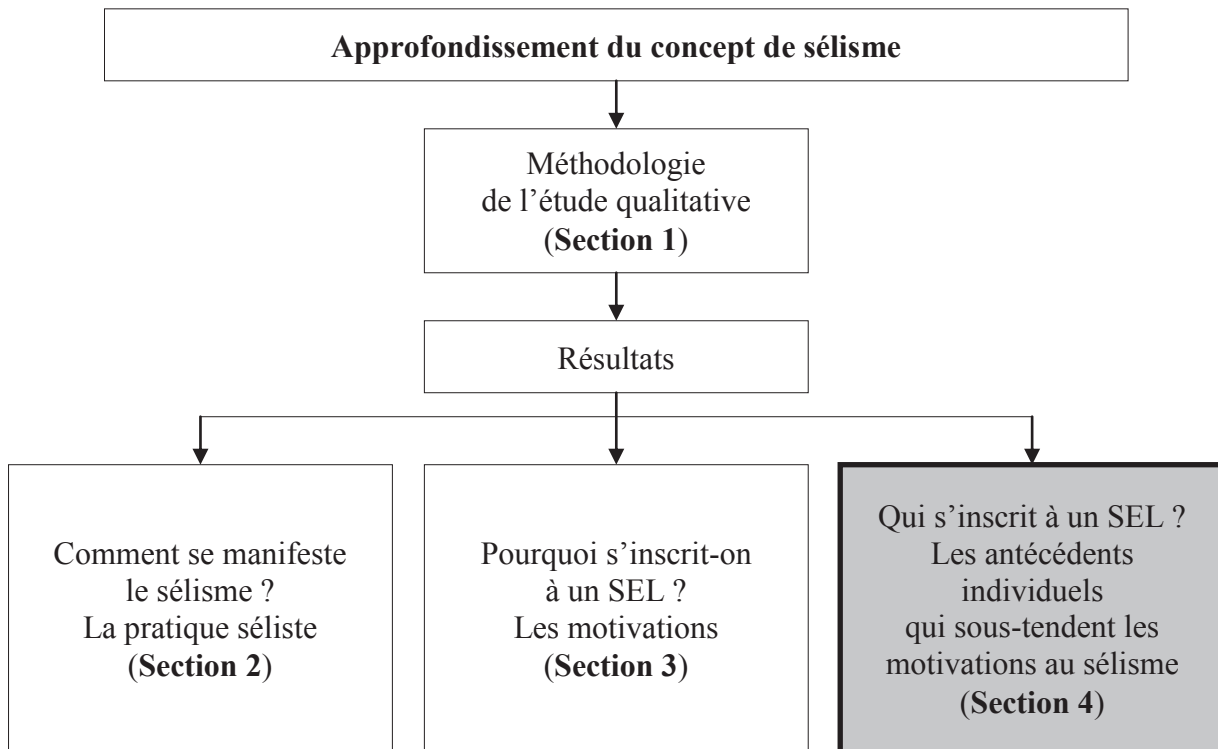 Approfondissement du concept de sélisme
Méthodologie
de l’étude qualitative
(Section 1)
Résultats
Comment se manifeste
le sélisme ?
La pratique séliste
(Section 2)
Pourquoi s’inscrit-on
à un SEL ?
Les motivations
(Section 3)
Qui s’inscrit à un SEL ?
Les antécédents
individuels
qui sous-tendent les
motivations au sélisme
(Section 4)